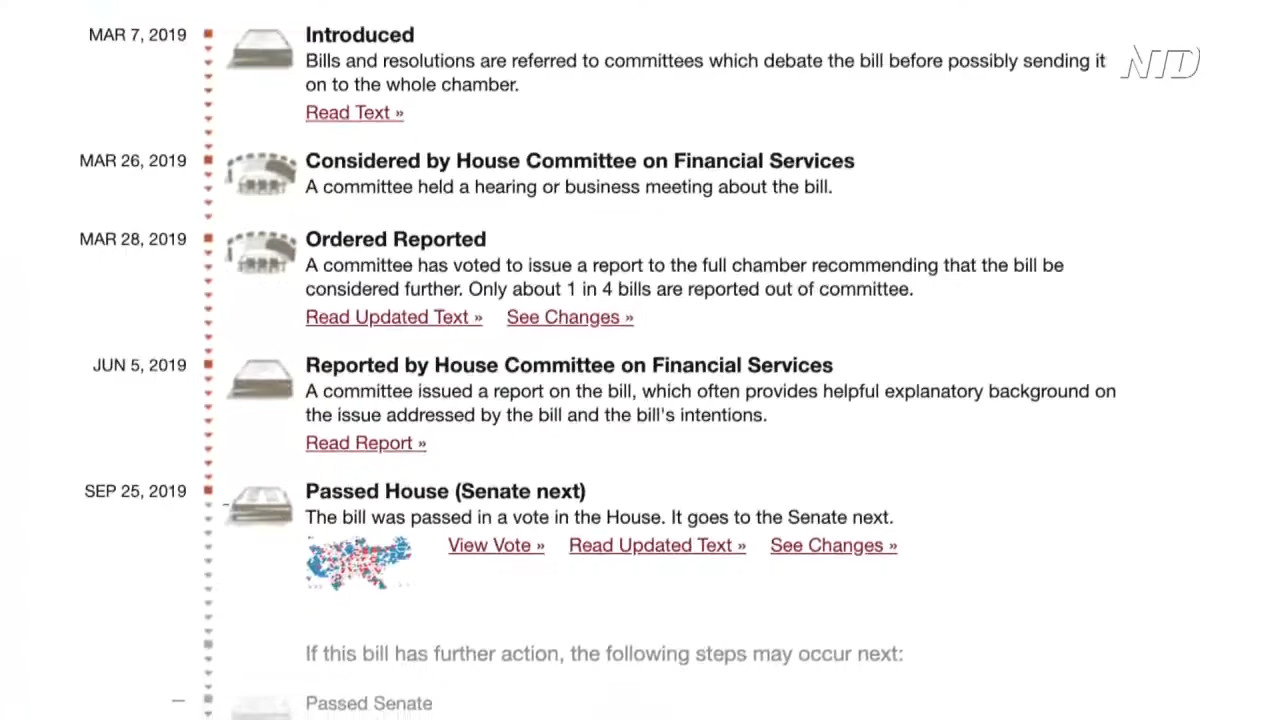 MAR 7, 2019
Introduced
Bills and resolutions are referred to committees which debate the bill before possibly sending it
on to the whole chamber.
Read Text »
NTD
MAR 26, 2019
Considered by House Committee on Financial Services
A committee held a hearing or business meeting about the bill.
MAR 28, 2019
Ordered Reported
A committee has voted to issue a report to the full chamber recommending that the bill be
considered further. Only about 1 in 4 bills are reported out of committee.
Read Updated Text » See Changes »
JUN 5, 2019
Reported by House Committee on Financial Services
A committee issued a report on the bill, which often provides helpful explanatory background on
the issue addressed by the bill and the bill's intentions.
Read Report »
SEP 25, 2019
Passed House (Senate next)
The bill was passed in a vote in the House. It goes to the Senate next.
View Vote » Read Updated Text » See Changes »
If this bill has further action, the following steps may occur next:
— Passed Senate